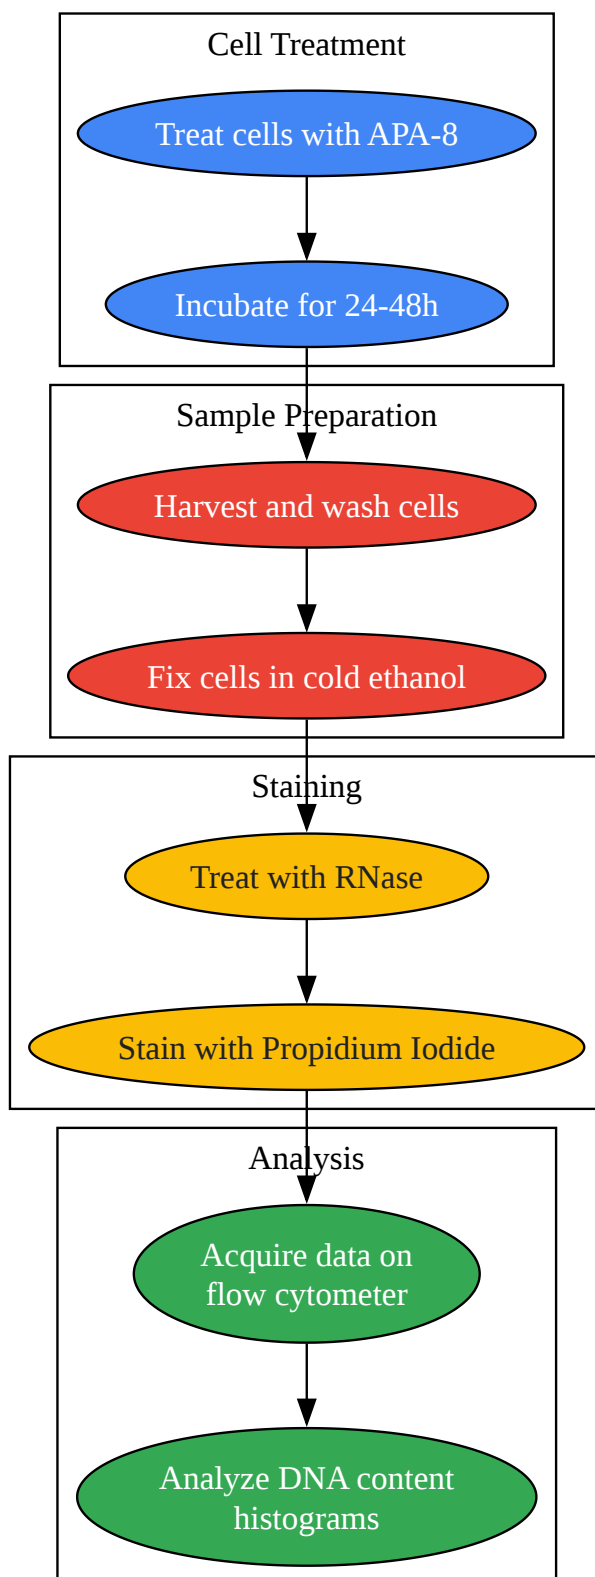 Cell Treatment
Treat cells with APA-8
Incubate for 24-48h
Sample Preparation
Harvest and wash cells
Fix cells in cold ethanol
Staining
Treat with RNase
Stain with Propidium Iodide
Analysis
Acquire data on
flow cytometer
Analyze DNA content
histograms